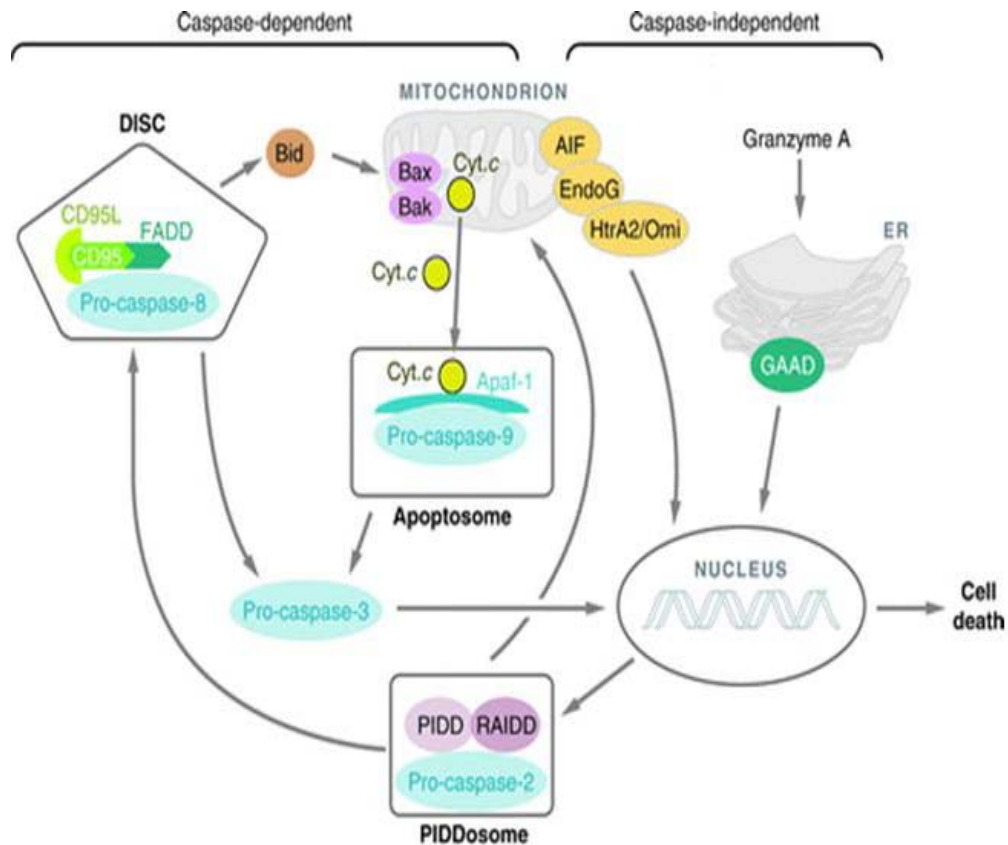 Caspase-dependent
Caspase-independent
MITOCHONDRION
DISC
Bid
Bax
Bak
Cyt.c
AIF
EndoG
HtrA2/Omi
Granzyme A
ER
GAAD
CD95L
FADD
CD95
Pro-caspase-8
Cyt.c
Cyt.c
Apaf-1
Pro-caspase-9
Apoptosome
Pro-caspase-3
NUCLEUS
Cell
death
PIDD
RAIDD
Pro-caspase-2
PIDDosome